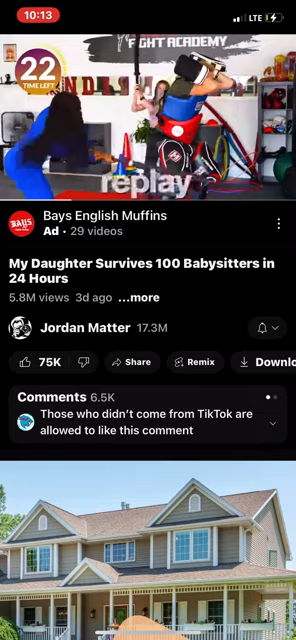 10:13
LTE
FIGHT ACADEMY
22
TIME LEFT
replay
BAYS
Bays English Muffins
Ad • 29 videos
My Daughter Survives 100 Babysitters in
24 Hours
5.8M views 3d ago ...more
Jordan Matter 17.3M
75K
Share
Remix
Downlo
Comments 6.5K
Those who didn't come from TikTok are
allowed to like this comment